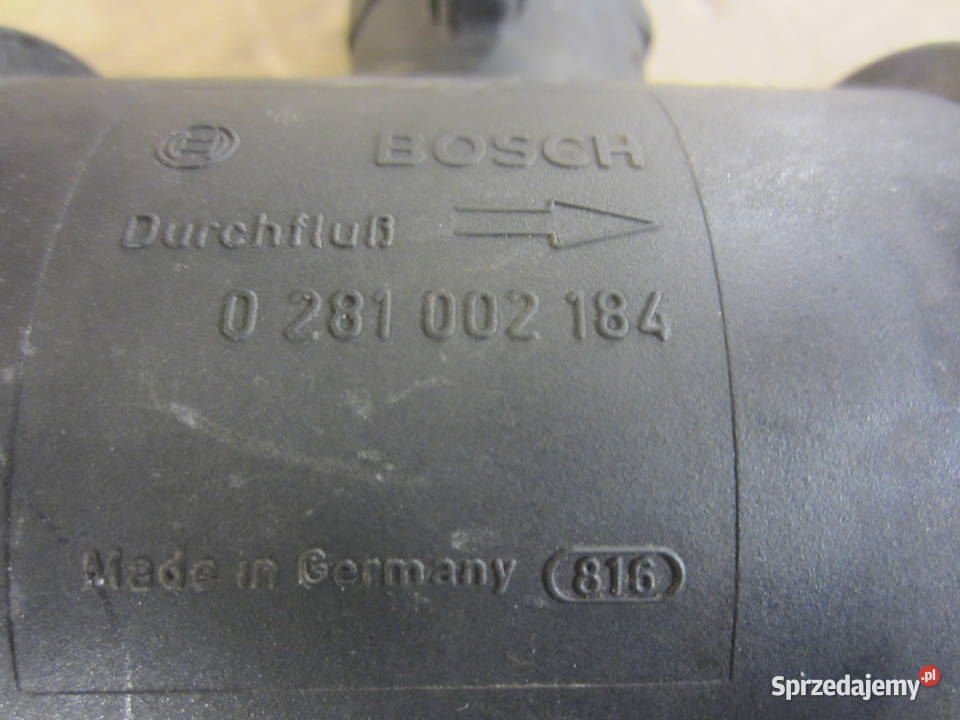 BOSCH
Durchfluß
0 281 002 184
Made in Germany 816
Sprzedajemy.pl